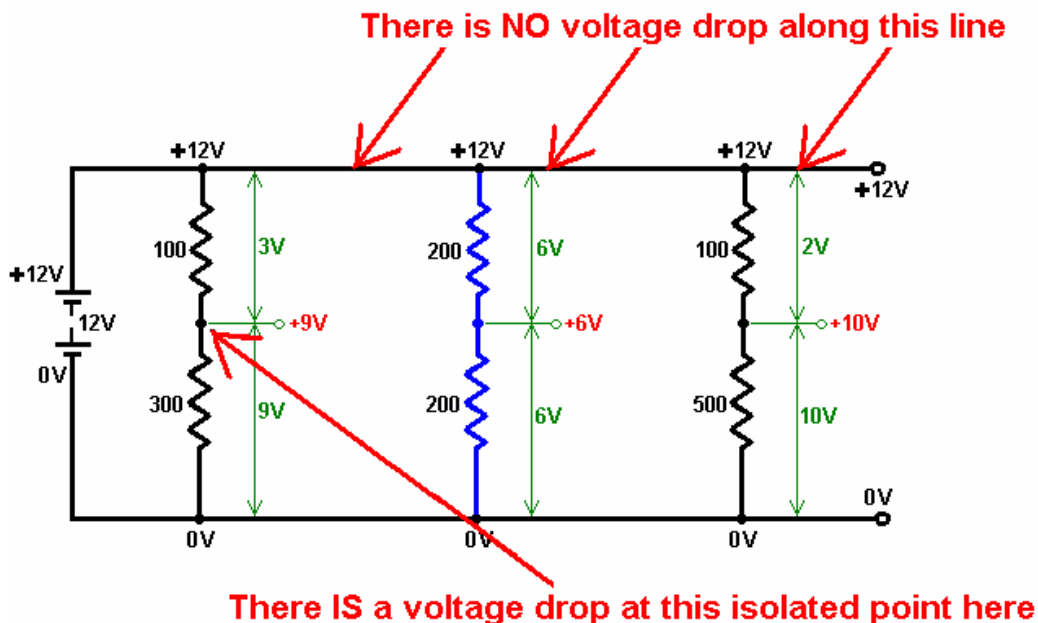 There is NO voltage drop along this line
+12V +12V +12V
+12V
100 3V 200 6V 100 2V
+12V
12V +9V +6V +10V
0V
300 9V 200 6V 500 10V
0V
0V 0V 0V
There IS a voltage drop at this isolated point here